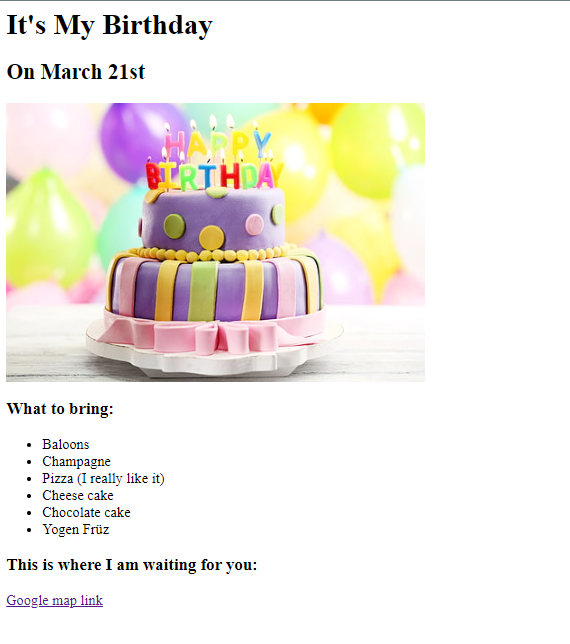 It's My Birthday
On March 21st
HAPPY
BIRTHDAY
What to bring:
Baloons
Champagne
Pizza (I really like it)
Cheese cake
Chocolate cake
Yogen Früz
This is where I am waiting for you:
Google map link